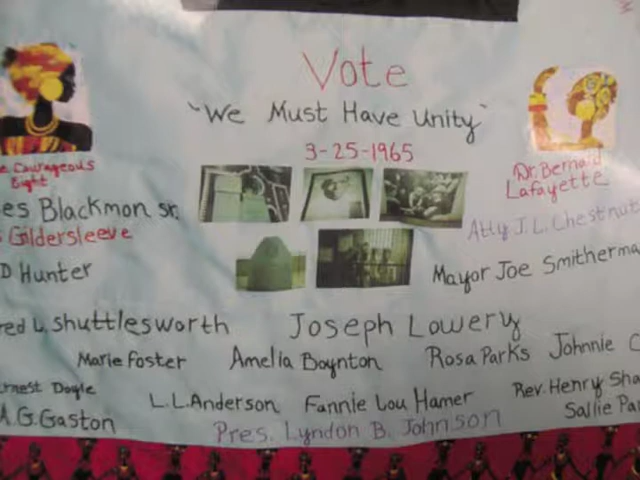 Vote
"We Must Have Unity"
3-25-1965
e Courageous
Eight
Dr. Bernard
Lafayette
es Blackmon sr.
s Gildersleeve
Atty J.L. Chestnut
D Hunter
Mayor Joe Smitherma
red L. Shuttlesworth
Joseph Lowery
Marie Foster
Amelia Boynton
Rosa Parks
Johnnie C
rnest Doyle
L.L. Anderson
Fannie Lou Hamer
Rev. Henry Sha
A.G. Gaston
Pres. Lyndon B. Johnson
Sallie Pa